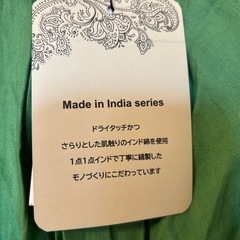 Made in India series
ドライタッチかつ
さらりとした肌触りのインド綿を使用
1点1点インドで丁寧に縫製した
モノづくりにこだわっています